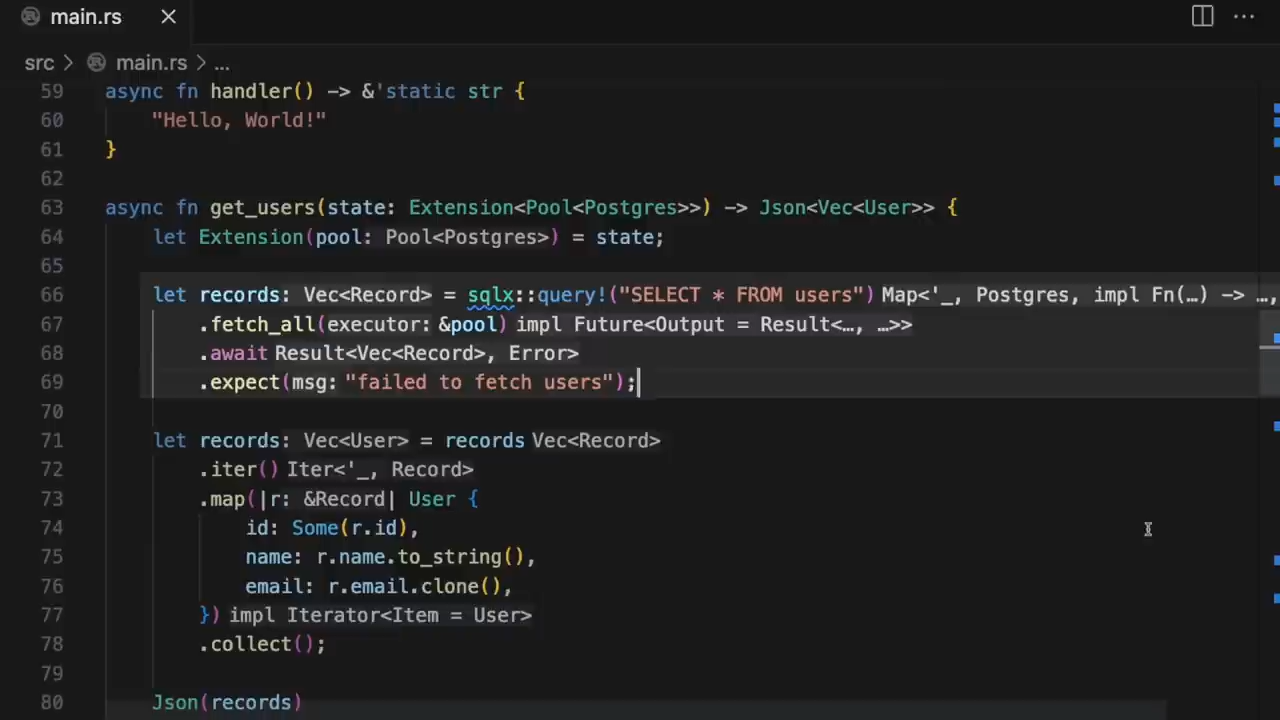 main.rs
src > main.rs > ...
59 async fn handler() -> &'static str {
60 "Hello, World!"
61 }
62
63 async fn get_users(state: Extension<Pool<Postgres>>) -> Json<Vec<User>> {
64 let Extension(pool: Pool<Postgres>) = state;
65
66 let records: Vec<Record> = sqlx::query!("SELECT * FROM users") Map<'_, Postgres, impl Fn(…) -> …,
67 .fetch_all(executor: &pool) impl Future<Output = Result<…, …>>
68 .await Result<Vec<Record>, Error>
69 .expect(msg: "failed to fetch users");
70
71 let records: Vec<User> = records Vec<Record>
72 .iter() Iter<'_, Record>
73 .map(|r: &Record| User {
74 id: Some(r.id),
75 name: r.name.to_string(),
76 email: r.email.clone(),
77 }) impl Iterator<Item = User>
78 .collect();
79
80 Json(records)